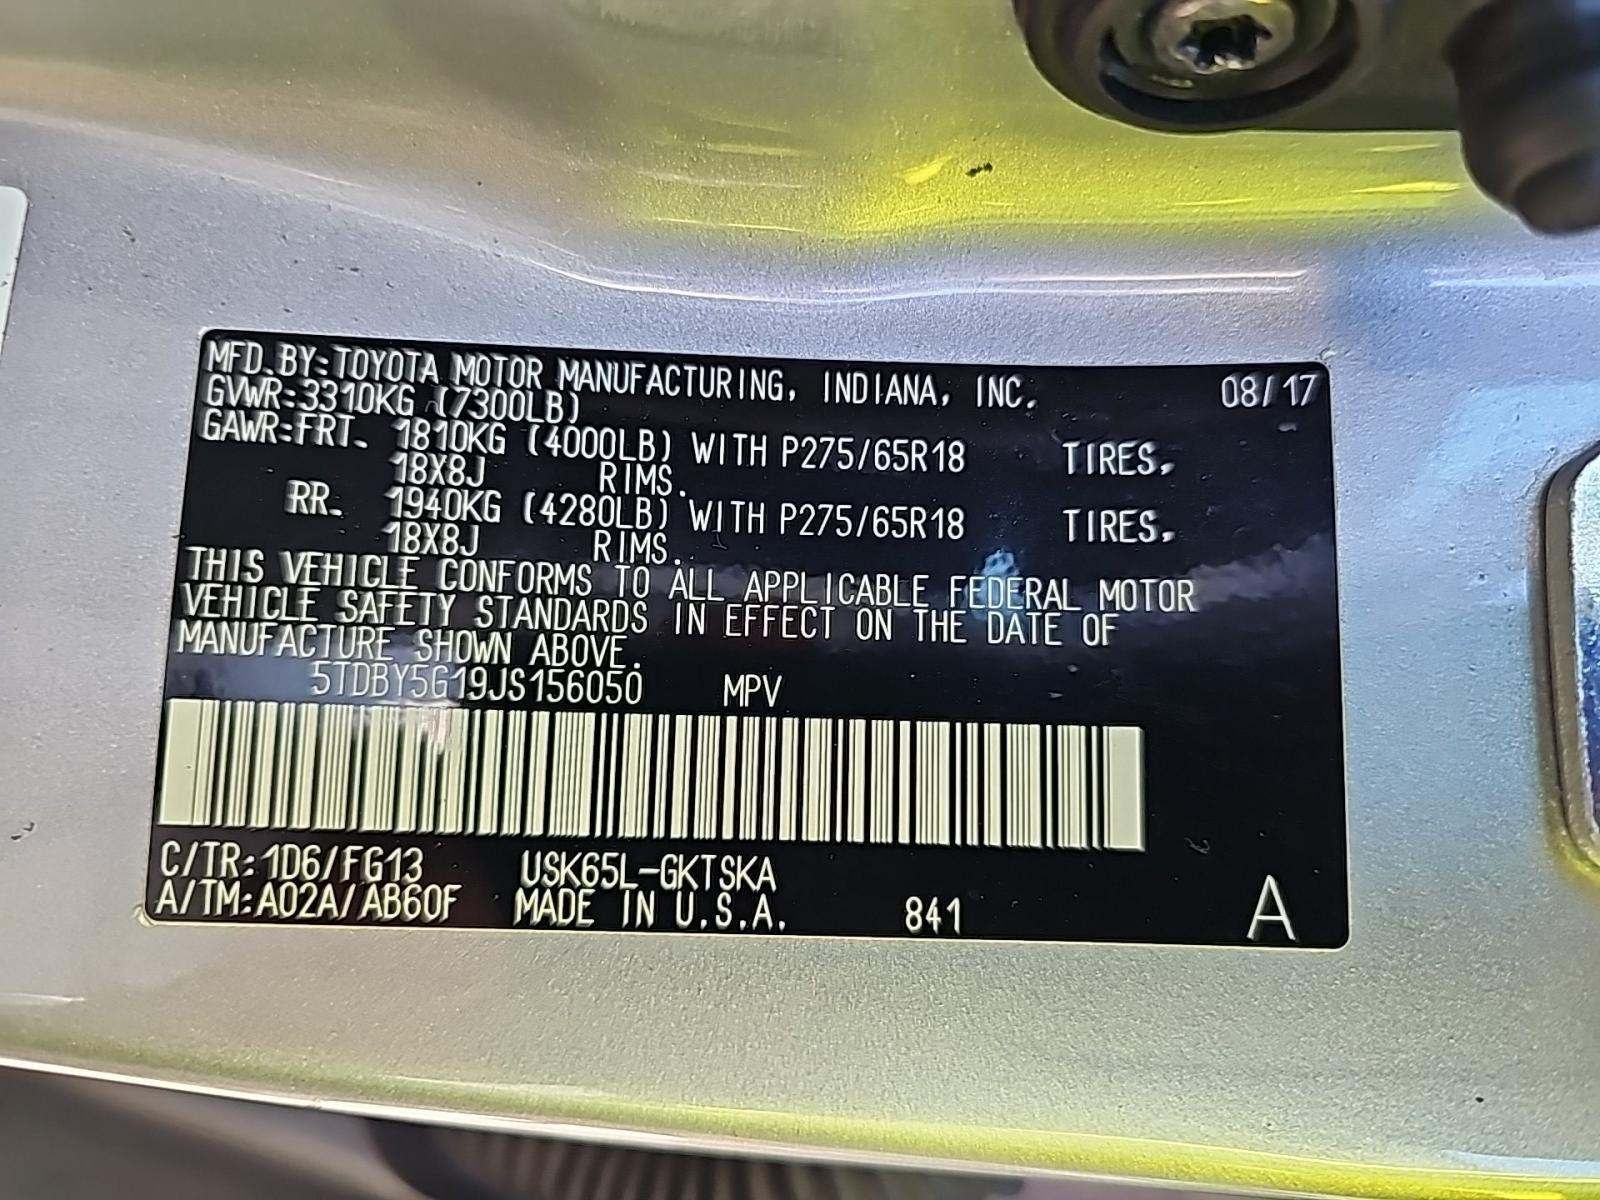 MFD. BY: TOYOTA MOTOR MANUFACTURING, INDIANA, INC. 08/17
GVWR: 3310KG (7300LB)
GAWR: FRT. 1810KG (4000LB) WITH P275/65R18 TIRES,
18X8J RIMS.
RR. 1940KG (4280LB) WITH P275/65R18 TIRES,
18X8J RIMS.
THIS VEHICLE CONFORMS TO ALL APPLICABLE FEDERAL MOTOR
VEHICLE SAFETY STANDARDS IN EFFECT ON THE DATE OF
MANUFACTURE SHOWN ABOVE.
5TDBY5G19JS156050 MPV
C/TR: 1D6/FG13 USK65L-GKTSKA
A/TM: A02A/AB60F MADE IN U.S.A. 841 A